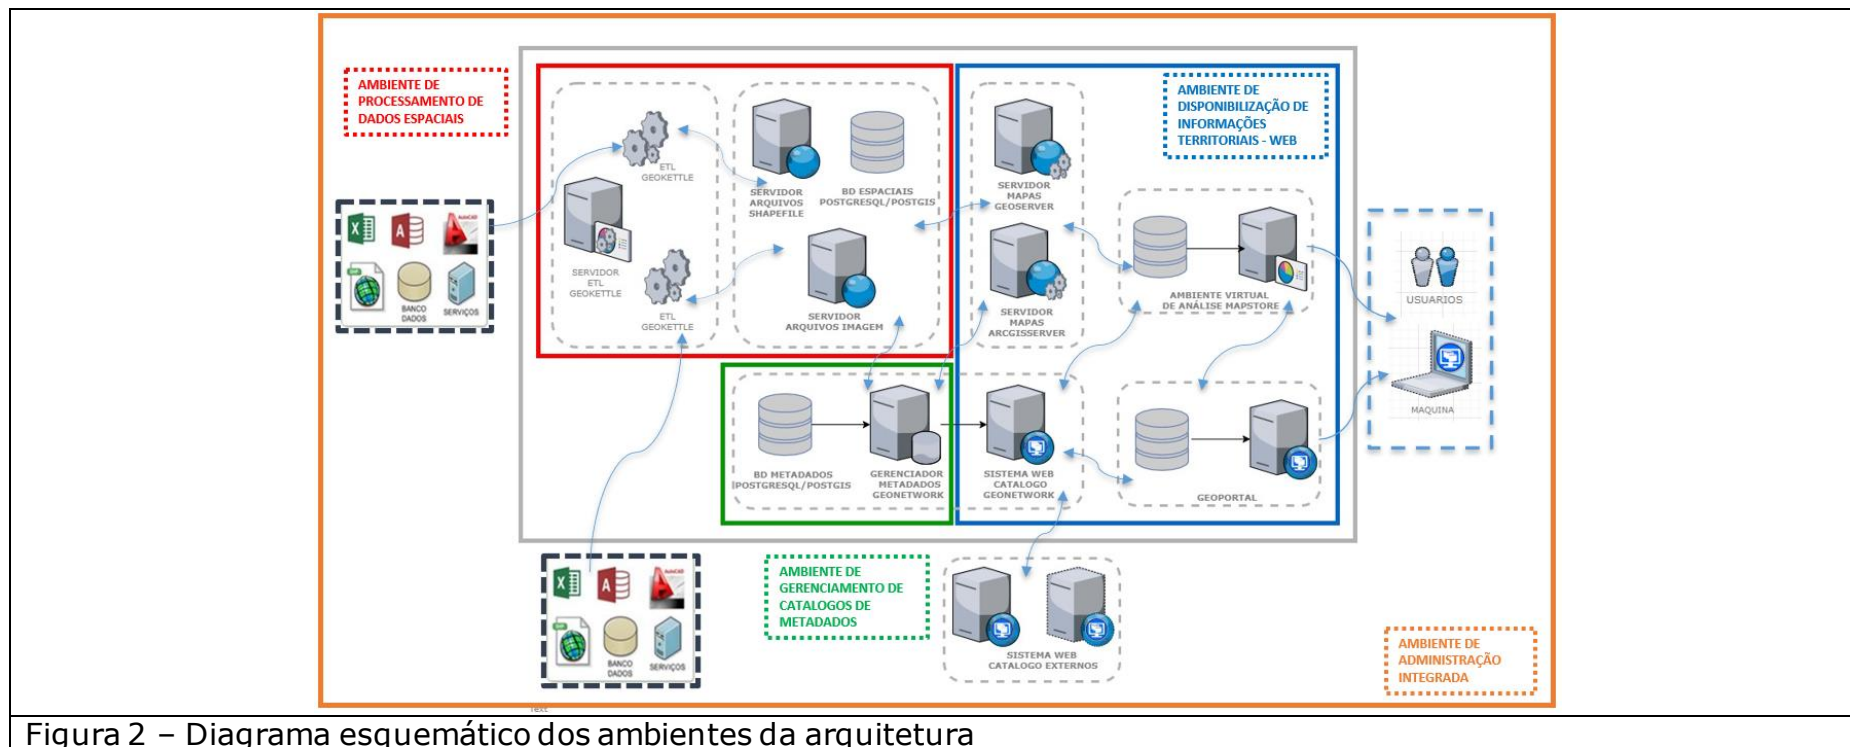 AMBIENTE DE
PROCESSAMENTO DE
DADOS ESPACIAIS
AMBIENTE DE
DISPONIBILIZAÇÃO DE
INFORMAÇÕES
TERRITORIAIS - WEB
ETL
GEOKETTLE
SERVIDOR
ARQUIVOS
SHAPEFILE
BD ESPACIAIS
POSTGRESQL/POSTGIS
SERVIDOR
MAPAS
GEOSERVER
AutoCAD
BANCO
DADOS
SERVIÇOS
SERVIDOR
ETL
GEOKETTLE
ETL
GEOKETTLE
SERVIDOR
ARQUIVOS IMAGEM
SERVIDOR
MAPAS
ARCGISSERVER
AMBIENTE VIRTUAL
DE ANÁLISE MAPSTORE
USUARIOS
MAQUINA
BD METADADOS
POSTGRESQL/POSTGIS
GERENCIADOR
METADADOS
GEONETWORK
SISTEMA WEB
CATALOGO
GEONETWORK
GEOPORTAL
AutoCAD
BANCO
DADOS
SERVIÇOS
AMBIENTE DE
GERENCIAMENTO DE
CATALOGOS DE
METADADOS
SISTEMA WEB
CATALOGO EXTERNOS
AMBIENTE DE
ADMINISTRAÇÃO
INTEGRADA
Text
Figura 2 – Diagrama esquemático dos ambientes da arquitetura